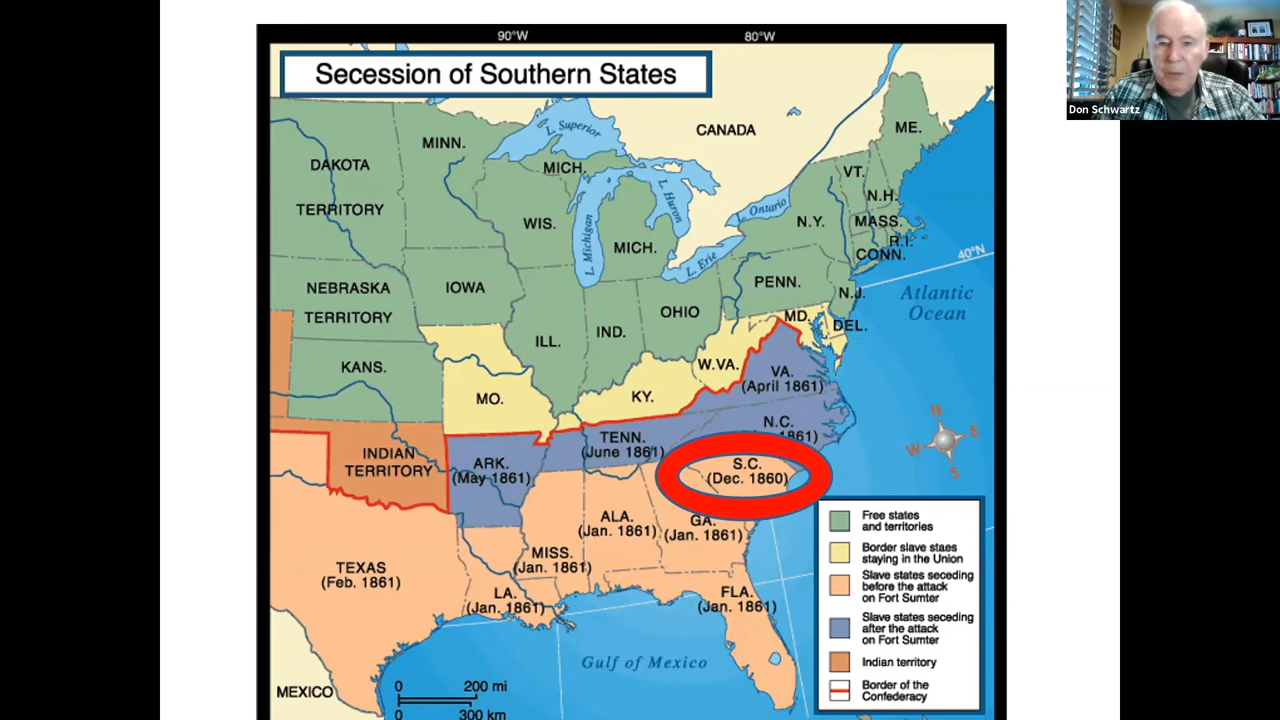 90°W
80°W
Secession of Southern States
Don Schwartz
CANADA
ME.
L. Superior
MINN.
DAKOTA
TERRITORY
MICH.
VT.
N.H.
L. Huron
L. Ontario
WIS.
N.Y.
MASS.
L. Michigan
MICH.
R.I.
CONN.
40°N
L. Erie
PENN.
NEBRASKA
TERRITORY
IOWA
N.J.
Atlantic
Ocean
OHIO
MD.
DEL.
ILL.
IND.
KANS.
W.VA.
VA.
(April 1861)
MO.
KY.
N
W
E
S
N.C.
1861)
TENN.
(June 1861)
INDIAN
TERRITORY
ARK.
(May 1861)
S.C.
(Dec. 1860)
ALA.
(Jan. 1861)
GA.
(Jan. 1861)
MISS.
(Jan. 1861)
TEXAS
(Feb. 1861)
LA.
(Jan. 1861)
FLA.
(Jan. 1861)
Gulf of Mexico
MEXICO
0
200 mi
0
300 km
Free states
and territories
Border slave staes
staying in the Union
Slave states seceding
before the attack
on Fort Sumter
Slave states seceding
after the attack
on Fort Sumter
Indian territory
Border of the
Confederacy